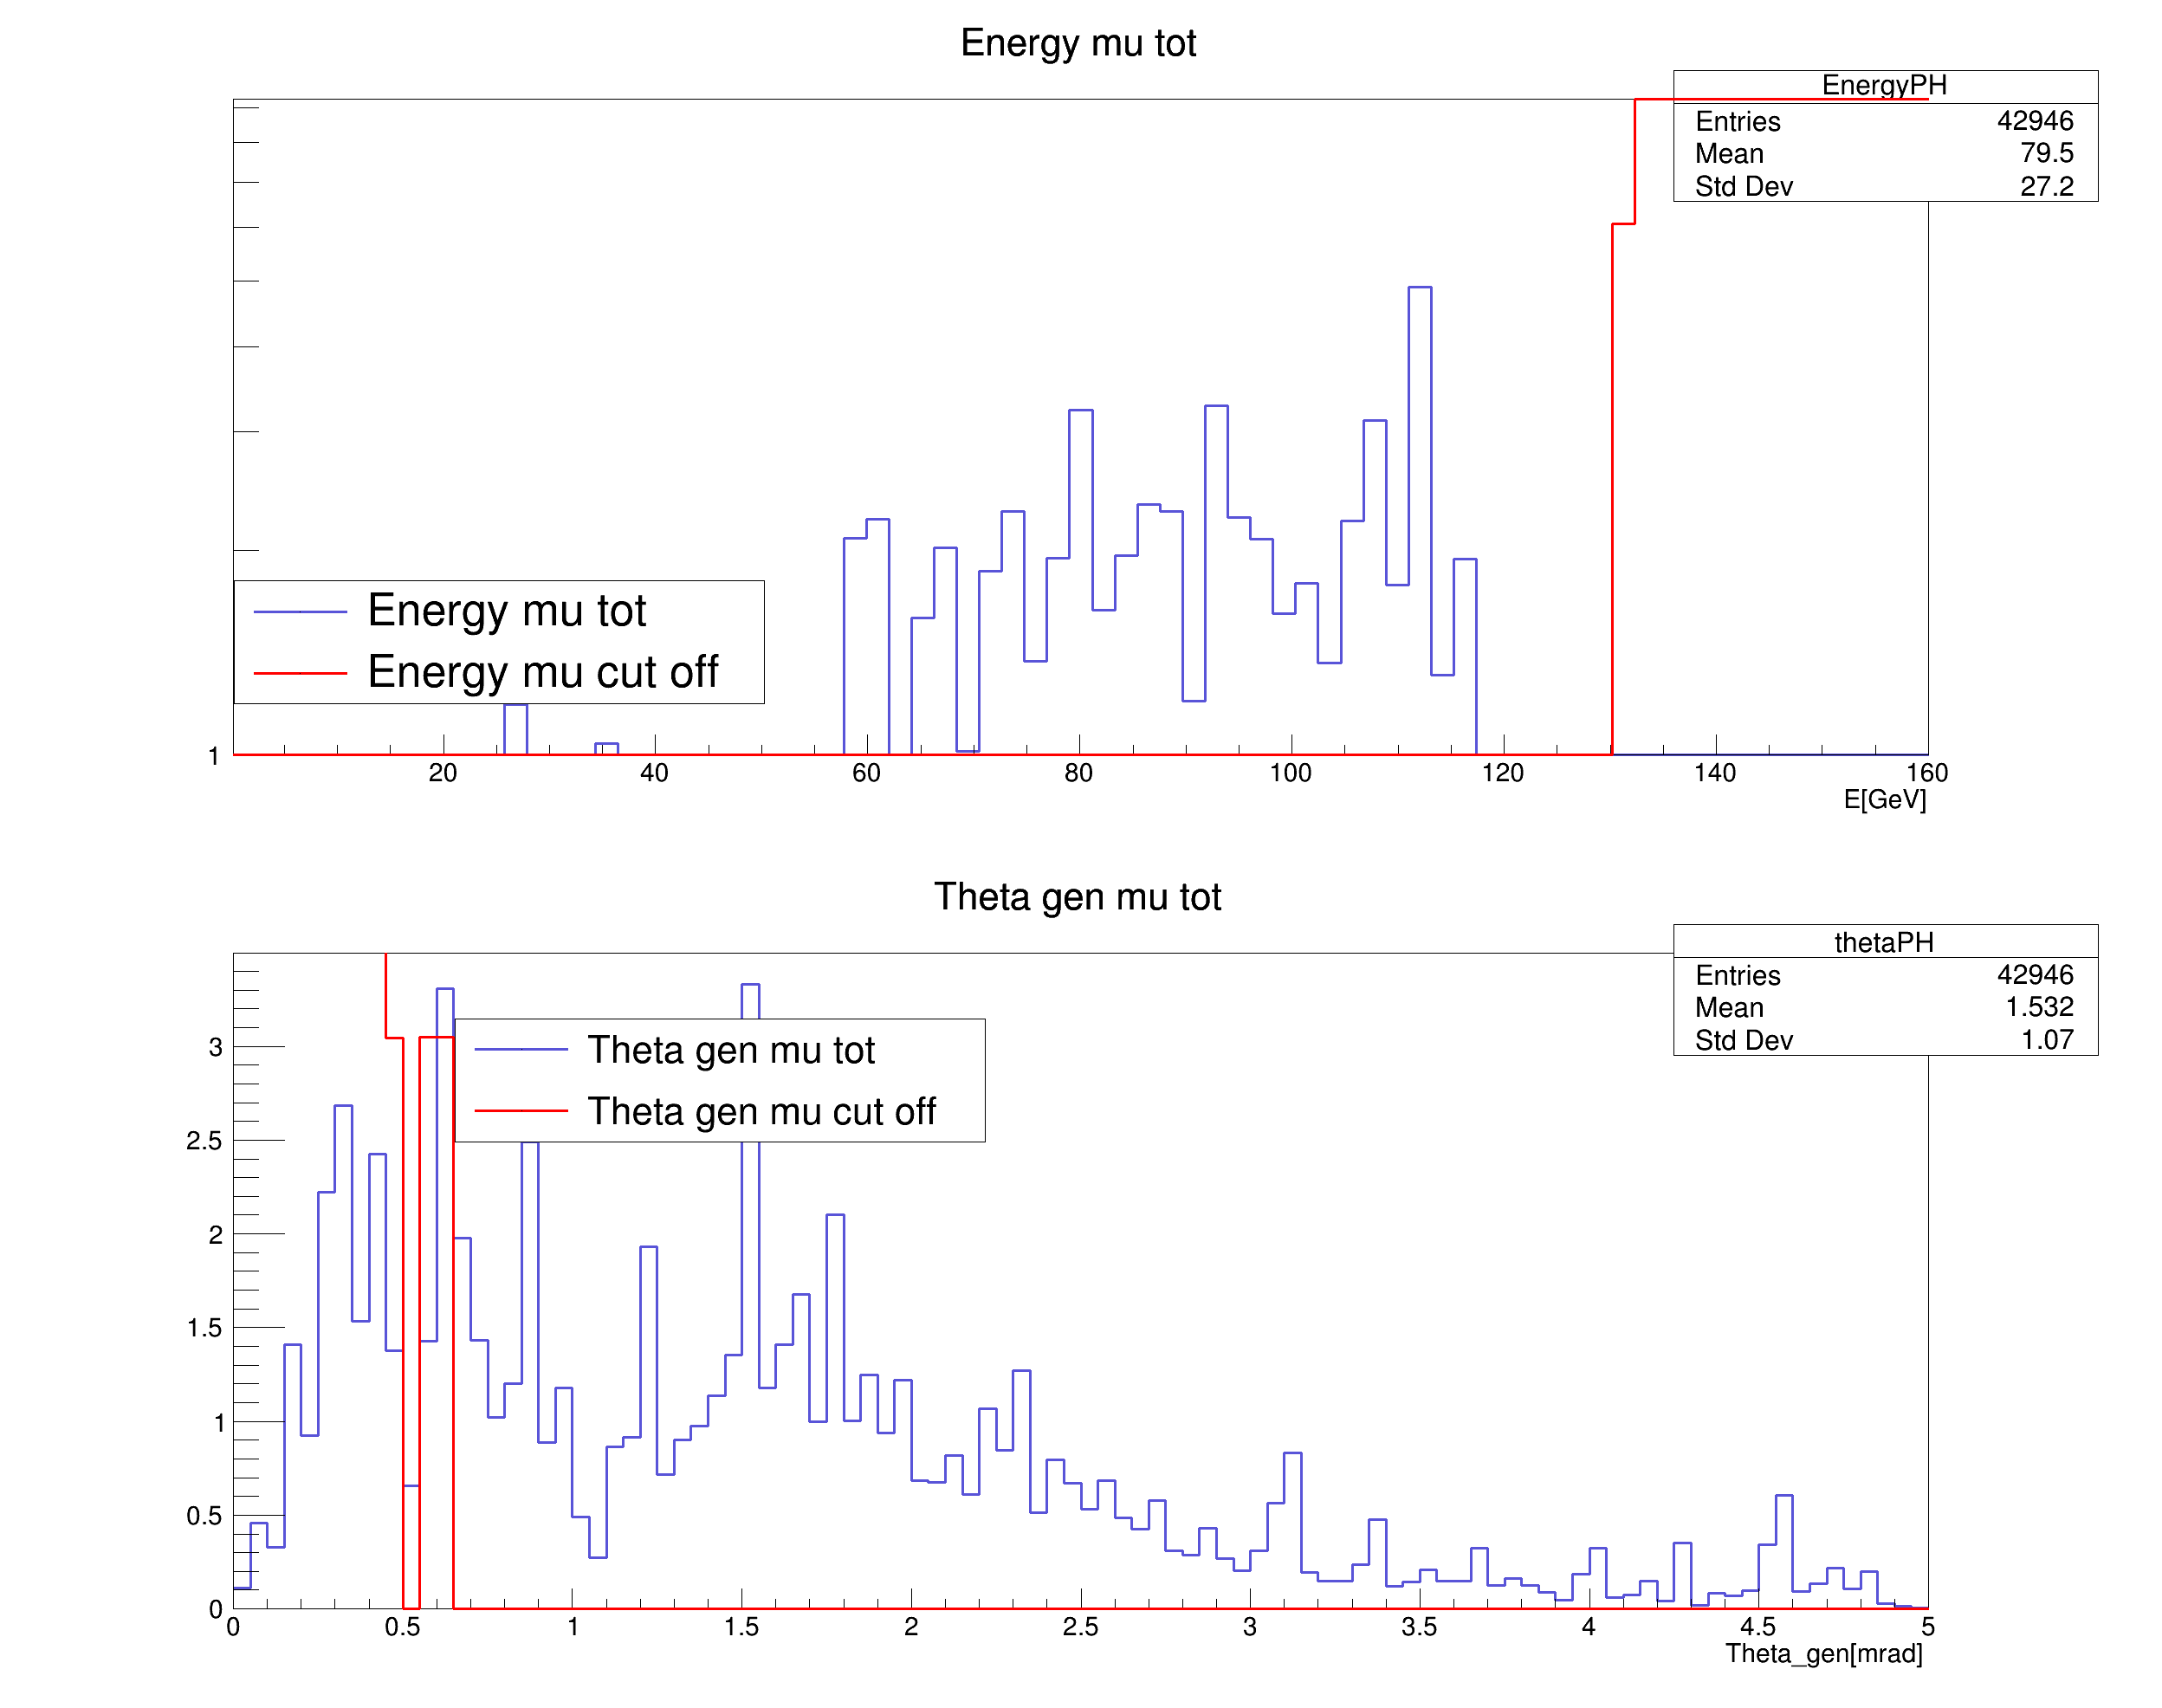 Energy mu tot
EnergyPH
Entries 42946
Mean 79.5
Std Dev 27.2
Energy mu tot
Energy mu cut off
1
20 40 60 80 100 120 140 160
E[GeV]
Theta gen mu tot
thetaPH
Entries 42946
Mean 1.532
Std Dev 1.07
Theta gen mu tot
Theta gen mu cut off
3
2.5
2
1.5
1
0.5
0
0 0.5 1 1.5 2 2.5 3 3.5 4 4.5 5
Theta_gen[mrad]